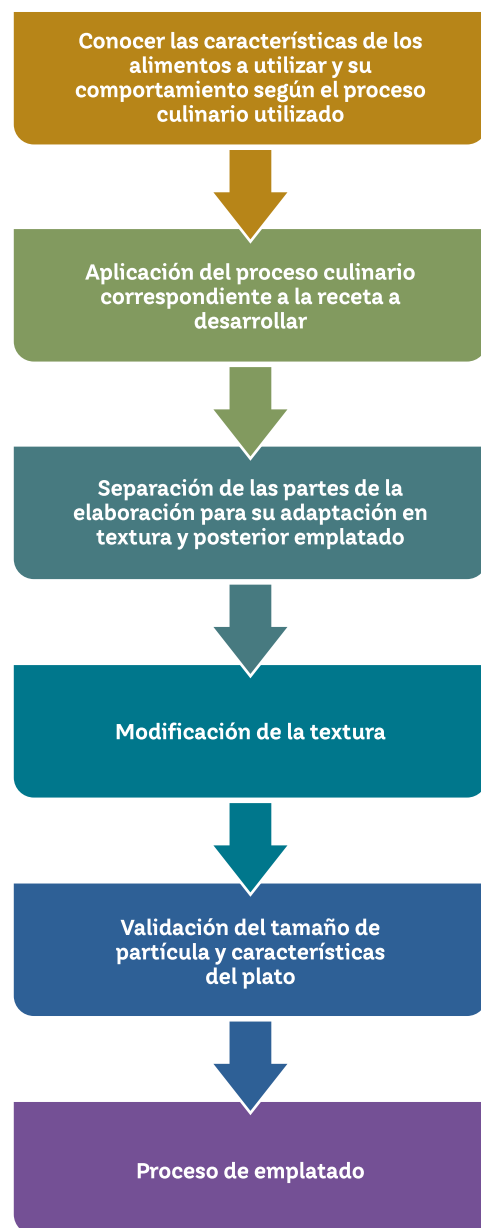 Conocer las características de los
alimentos a utilizar y su
comportamiento según el proceso
culinario utilizado
Aplicación del proceso culinario
correspondiente a la receta a
desarrollar
Separación de las partes de la
elaboración para su adaptación en
textura y posterior emplatado
Modificación de la textura
Validación del tamaño de
partícula y características
del plato
Proceso de emplatado